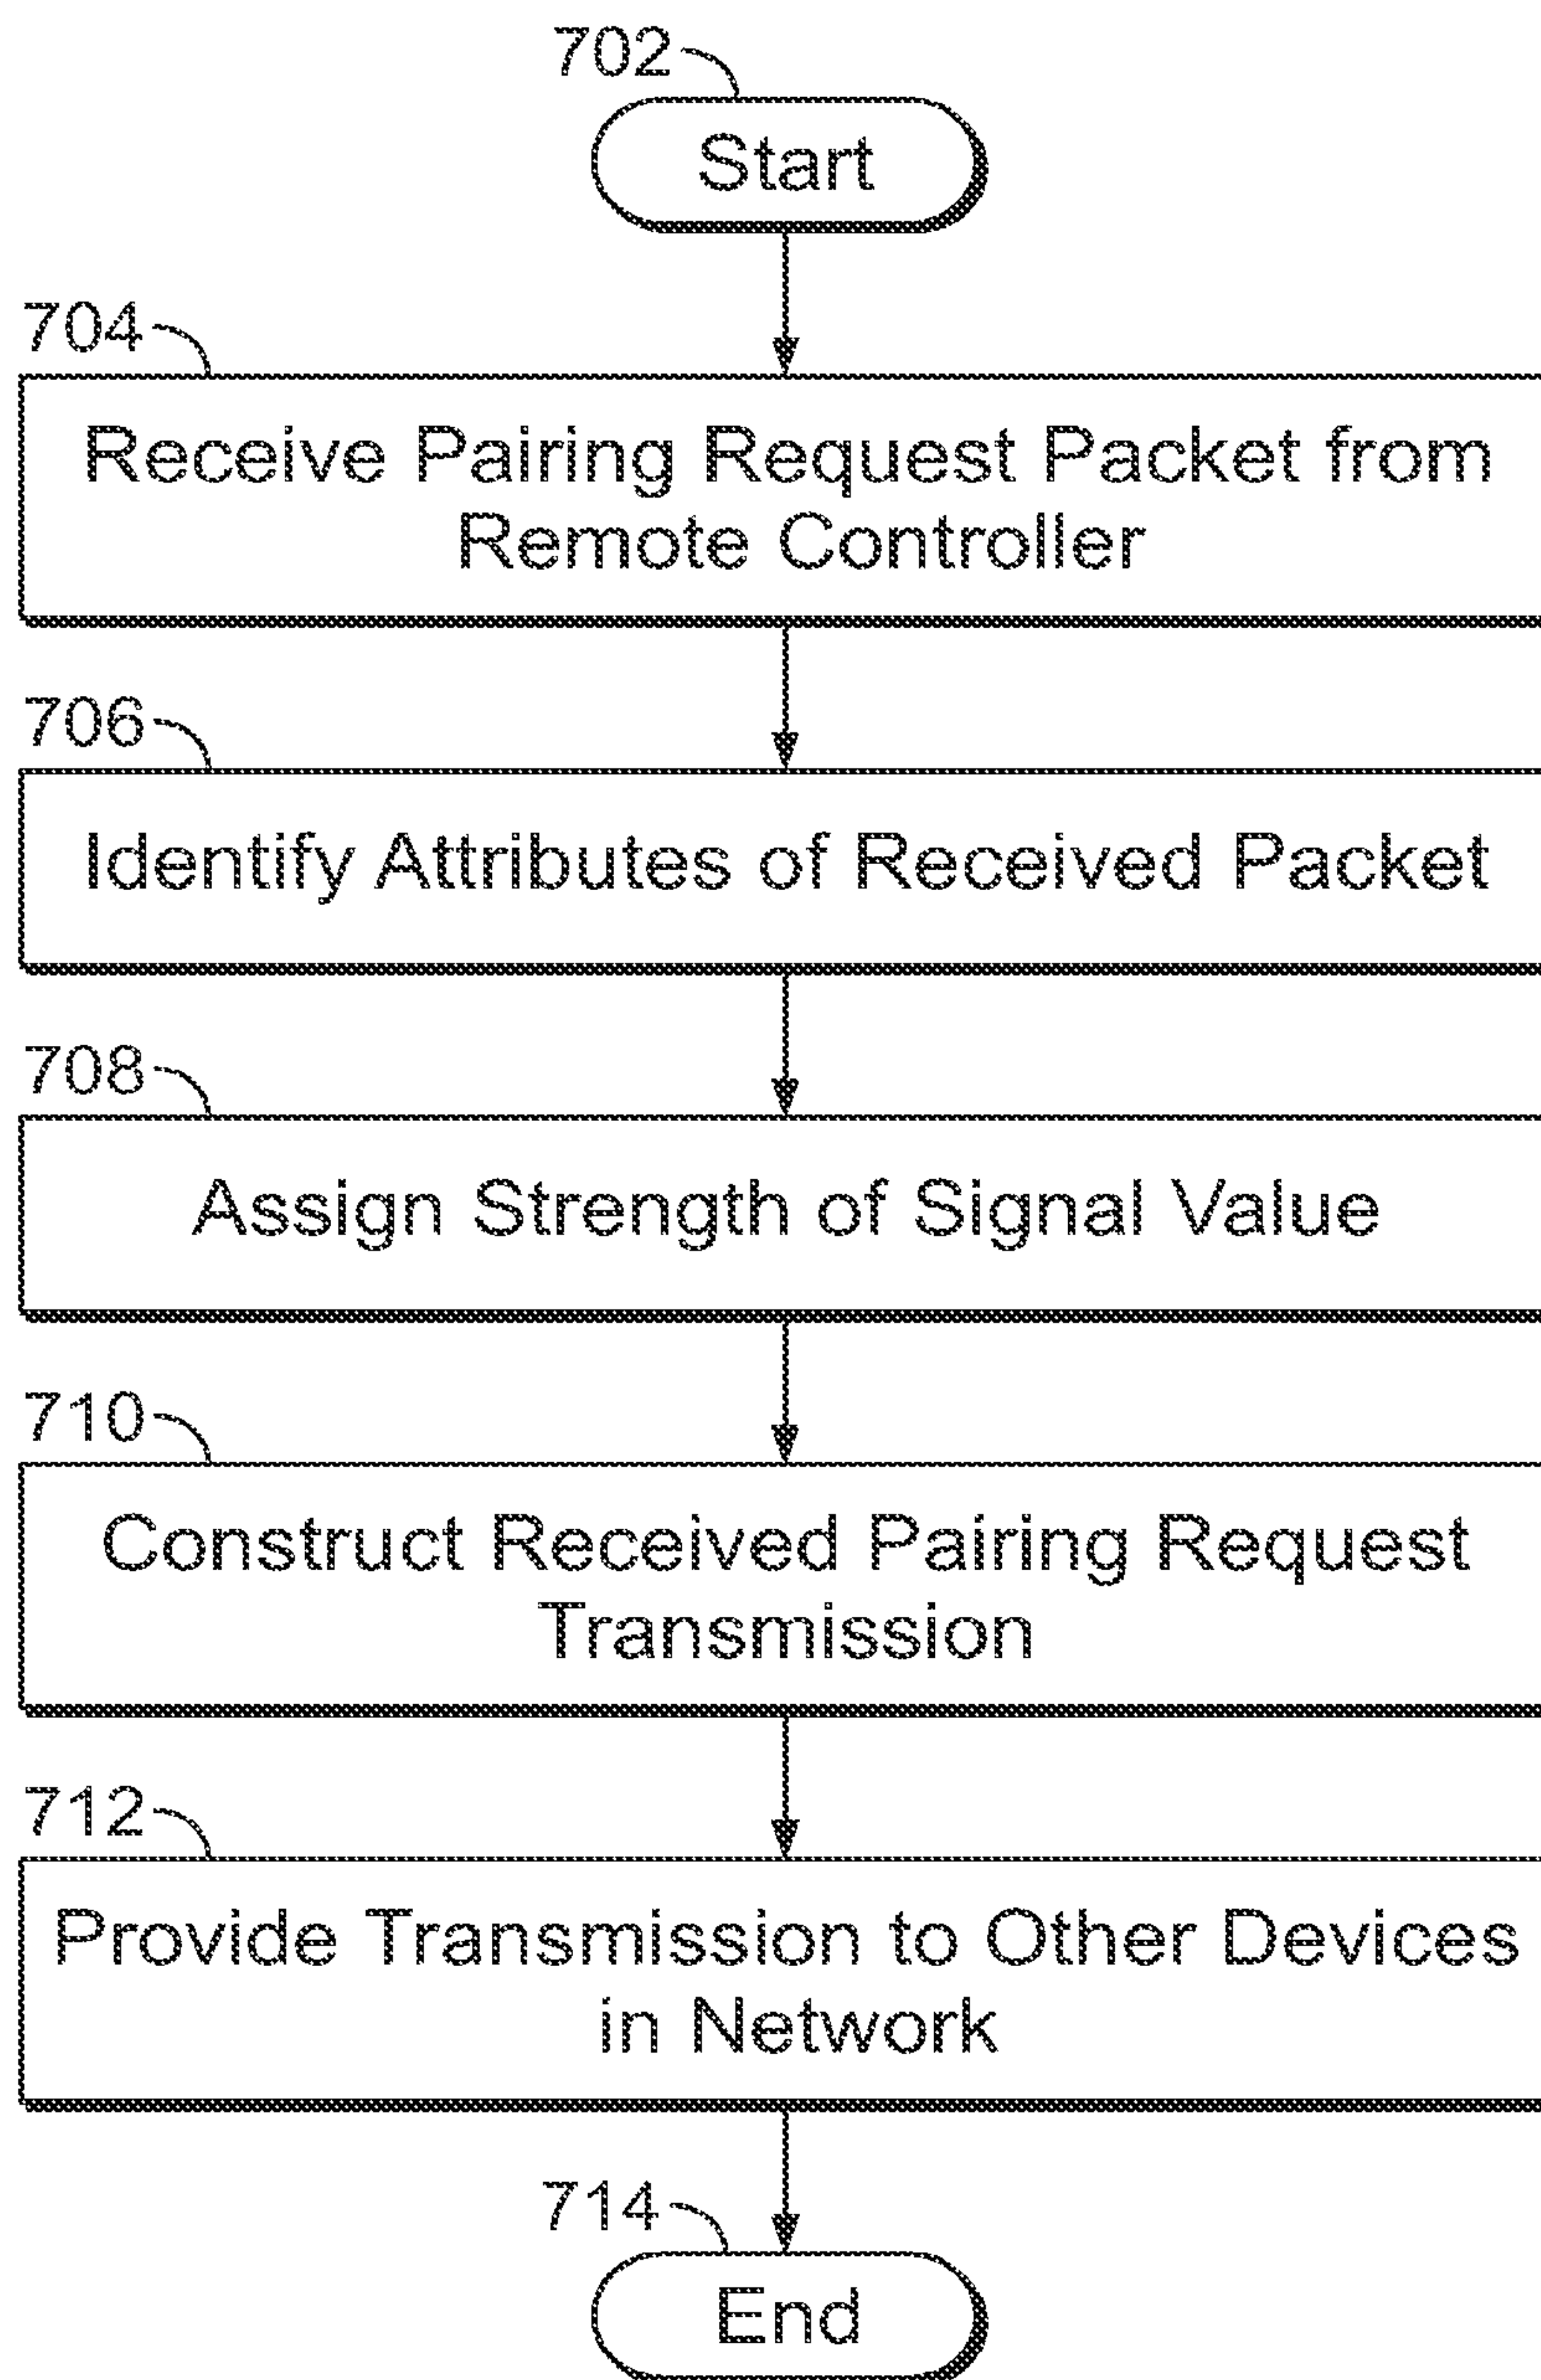 702
Start
704
Receive Pairing Request Packet from
Remote Controller
706
Identify Attributes of Received Packet
708
Assign Strength of Signal Value
710
Construct Received Pairing Request
Transmission
712
Provide Transmission to Other Devices
in Network
714
End